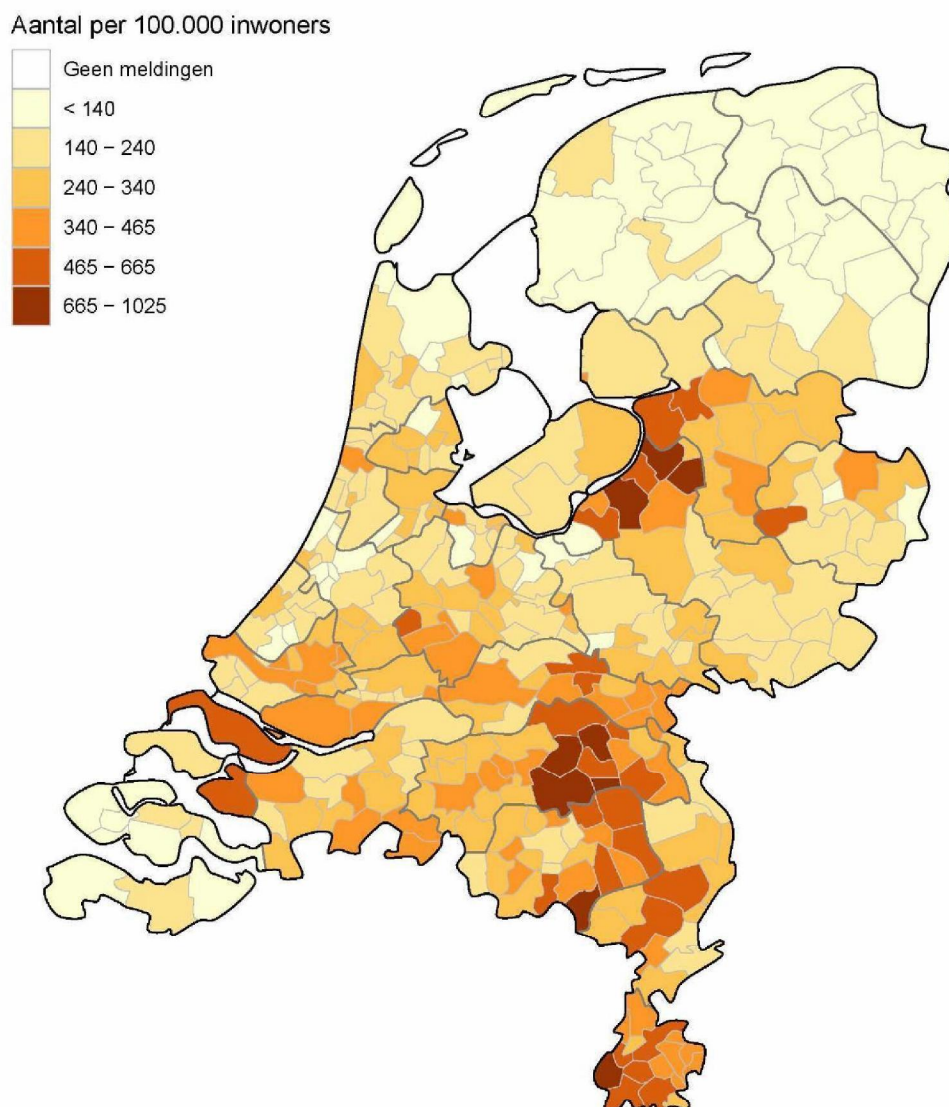 Aantal per 100.000 inwoners
Geen meldingen
< 140
140 – 240
240 – 340
340 – 465
465 – 665
665 – 1025